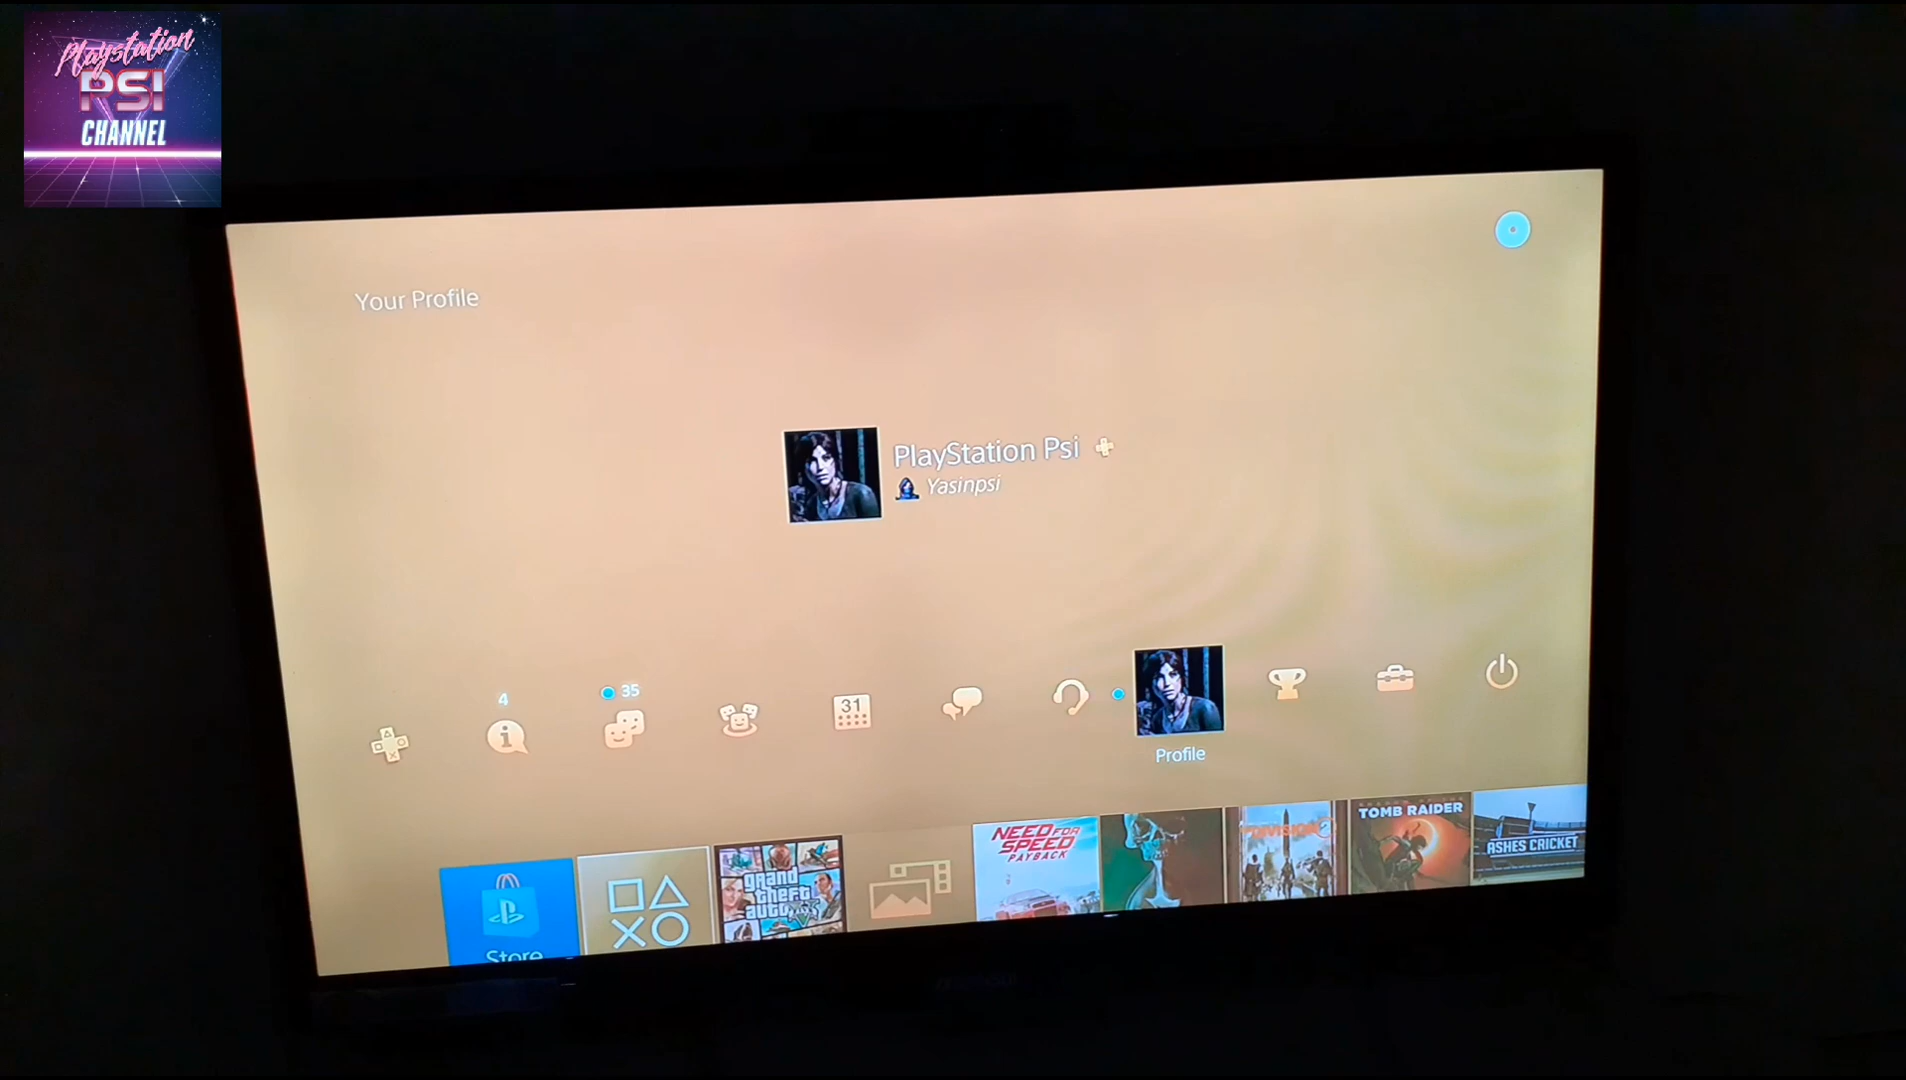 Playstation
PSI
CHANNEL
Your Profile
PlayStation Psi
Yasinpsi
4
35
31
Profile
Store
grand
theft
auto
V
NEED FOR
SPEED
PAYBACK
TOMB RAIDER
ASHES CRICKET